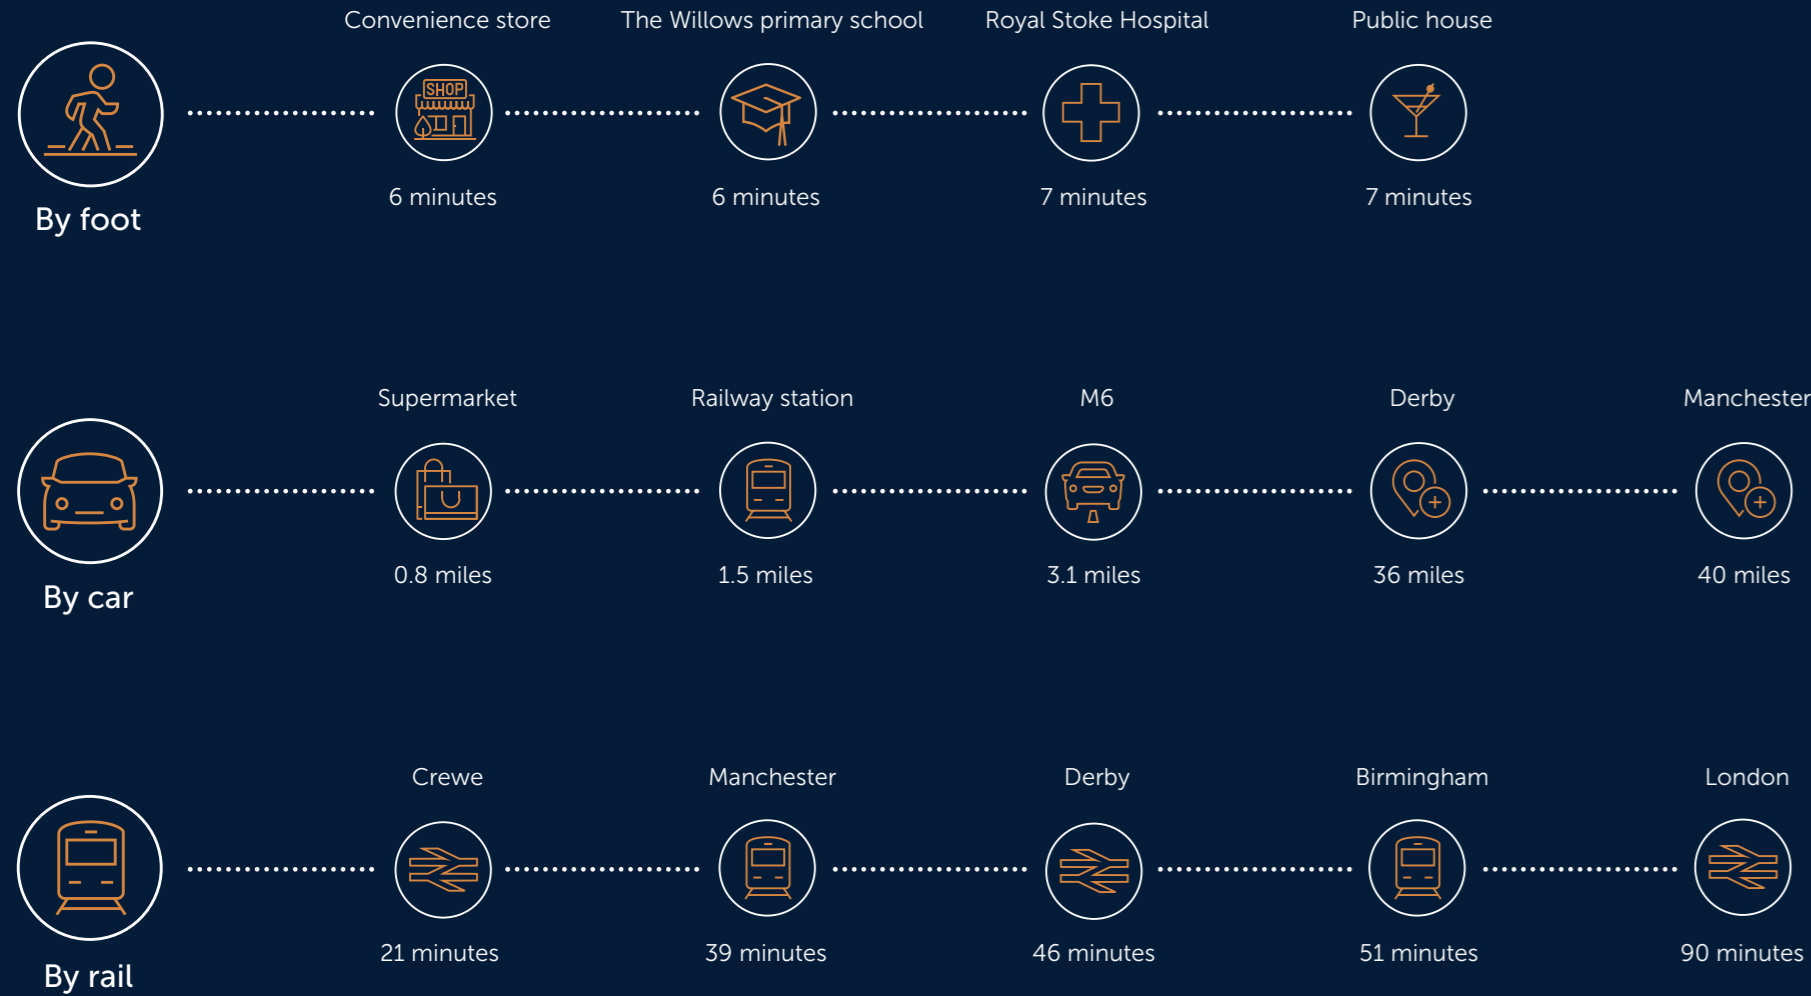 Convenience store
The Willows primary school
Royal Stoke Hospital
Public house
SHOP
6 minutes
6 minutes
7 minutes
7 minutes
By foot
Supermarket
Railway station
M6
Derby
Manchester
0.8 miles
1.5 miles
3.1 miles
36 miles
40 miles
By car
Crewe
Manchester
Derby
Birmingham
London
21 minutes
39 minutes
46 minutes
51 minutes
90 minutes
By rail